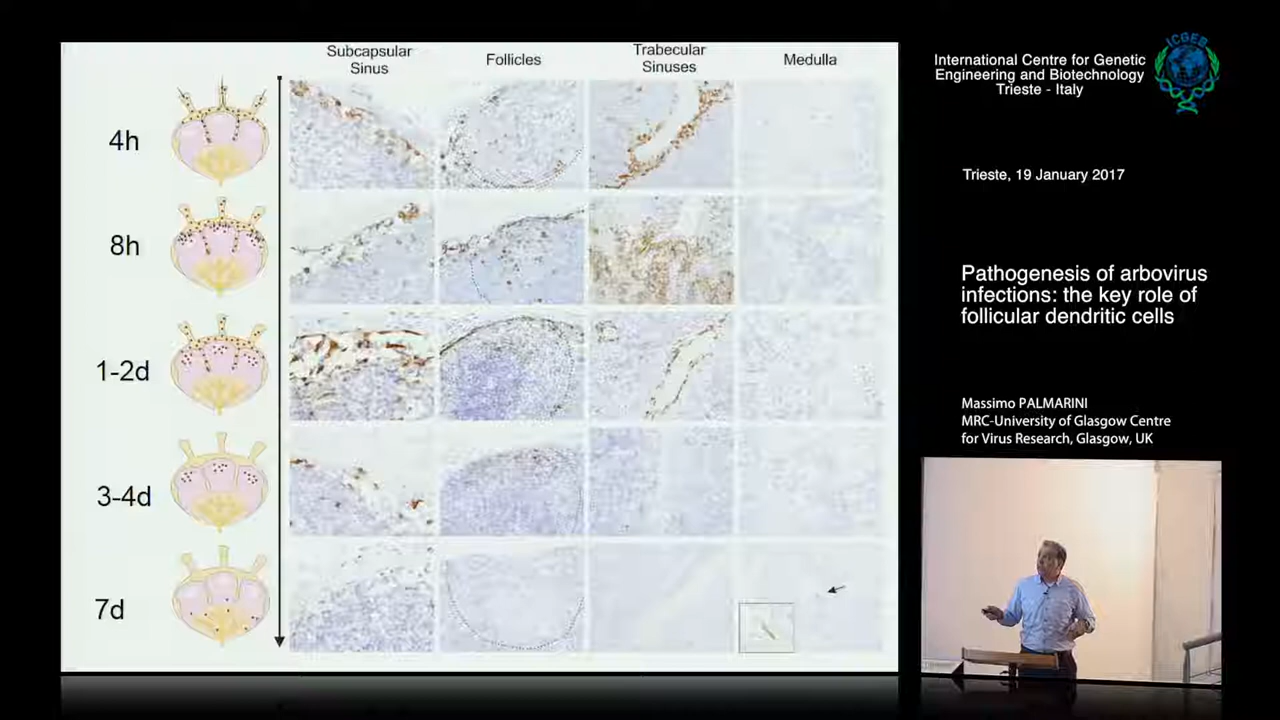 Subcapsular
Sinus
Follicles
Trabecular
Sinuses
Medulla
4h
8h
1-2d
3-4d
7d
ICGEB
International Centre for Genetic
Engineering and Biotechnology
Trieste - Italy
Trieste, 19 January 2017
Pathogenesis of arbovirus
infections: the key role of
follicular dendritic cells
Massimo PALMARINI
MRC-University of Glasgow Centre
for Virus Research, Glasgow, UK